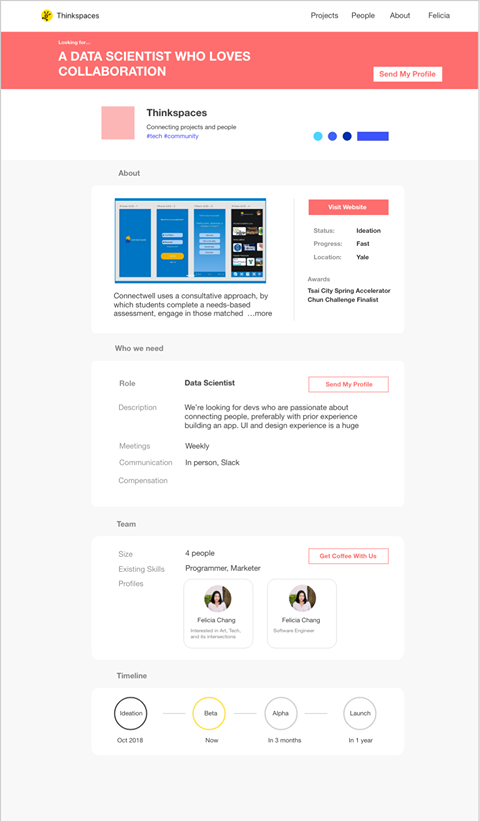 Thinkspaces
Projects People About Felicia
Looking for...
A DATA SCIENTIST WHO LOVES
COLLABORATION
Send My Profile
Thinkspaces
Connecting projects and people
#tech #community
About
Connectwell uses a consultative approach, by
which students complete a needs-based
assessment, engage in those matched ...more
Visit Website
Status: Ideation
Progress: Fast
Location: Yale
Awards
Tsai City Spring Accelerator
Chun Challenge Finalist
Who we need
Role Data Scientist
Send My Profile
Description We're looking for devs who are passionate about
connecting people, preferably with prior experience
building an app. UI and design experience is a huge
Meetings Weekly
Communication In person, Slack
Compensation
Team
Size 4 people
Get Coffee With Us
Existing Skills Programmer, Marketer
Profiles
Felicia Chang
Interested in Art, Tech,
and its intersections
Felicia Chang
Software Engineer
Timeline
Ideation Beta Alpha Launch
Oct 2018 Now In 3 months In 1 year